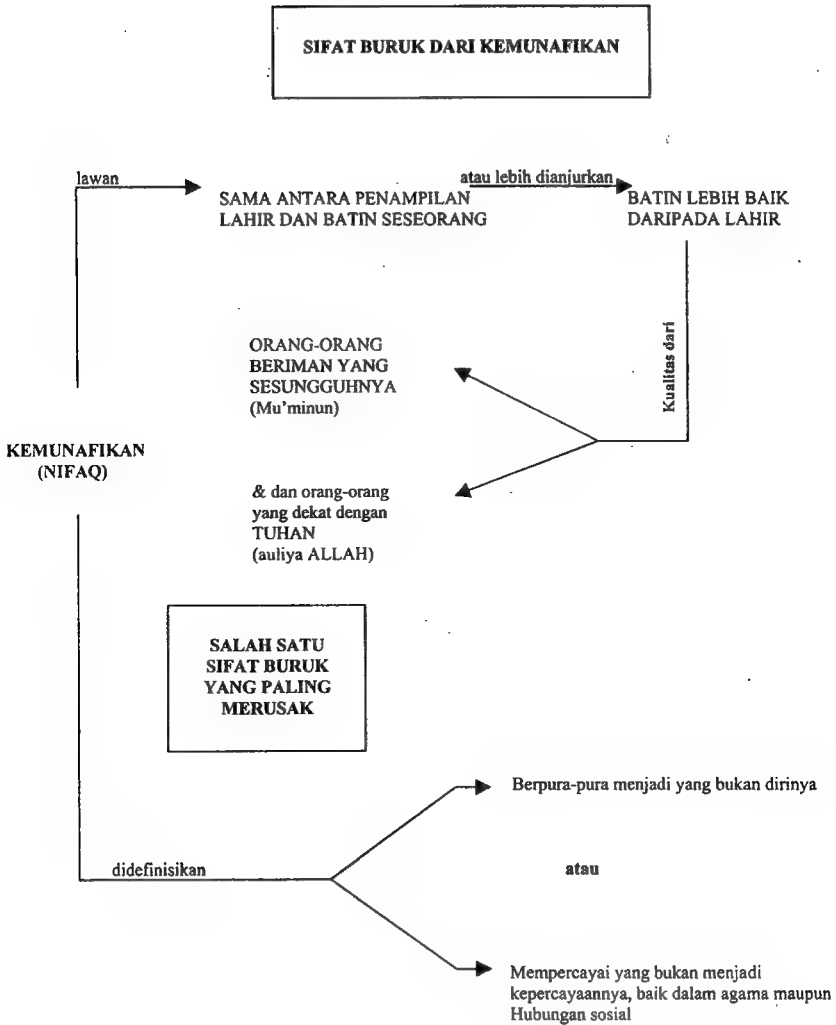 SIFAT BURUK DARI KEMUNAFIKAN
lawan
SAMA ANTARA PENAMPILAN
LAHIR DAN BATIN SESEORANG
atau lebih dianjurkan
BATIN LEBIH BAIK
DARIPADA LAHIR
Kualitas dari
ORANG-ORANG
BERIMAN YANG
SESUNGGUHNYA
(Mu'minun)
KEMUNAFIKAN
(NIFAQ)
& dan orang-orang
yang dekat dengan
TUHAN
(auliya ALLAH)
SALAH SATU
SIFAT BURUK
YANG PALING
MERUSAK
didefinisikan
Berpura-pura menjadi yang bukan dirinya
atau
Mempercayai yang bukan menjadi
kepercayaannya, baik dalam agama maupun
Hubungan sosial